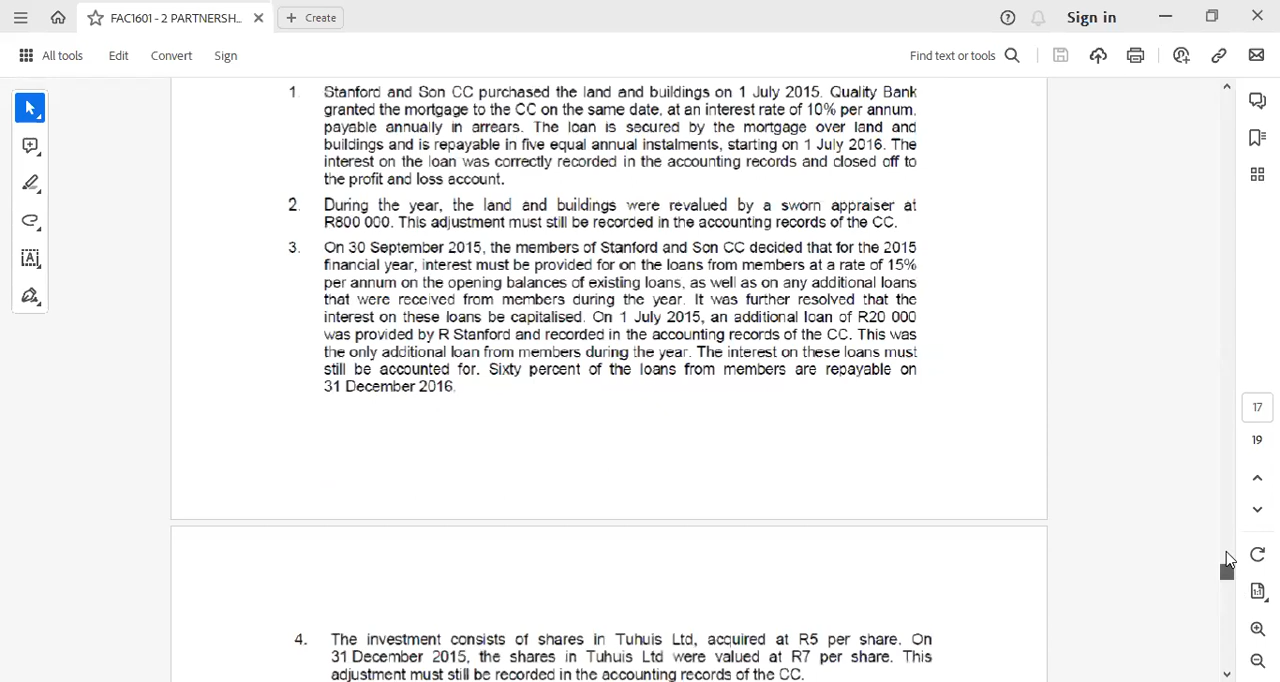 FAC1601 - 2 PARTNERSH...
Create
Sign in
All tools
Edit
Convert
Sign
Find text or tools
1. Stanford and Son CC purchased the land and buildings on 1 July 2015. Quality Bank
granted the mortgage to the CC on the same date, at an interest rate of 10% per annum,
payable annually in arrears. The loan is secured by the mortgage over land and
buildings and is repayable in five equal annual instalments, starting on 1 July 2016. The
interest on the loan was correctly recorded in the accounting records and closed off to
the profit and loss account.
2. During the year, the land and buildings were revalued by a sworn appraiser at
R800 000. This adjustment must still be recorded in the accounting records of the CC.
3. On 30 September 2015, the members of Stanford and Son CC decided that for the 2015
financial year, interest must be provided for on the loans from members at a rate of 15%
per annum on the opening balances of existing loans, as well as on any additional loans
that were received from members during the year. It was further resolved that the
interest on these loans be capitalised. On 1 July 2015, an additional loan of R20 000
was provided by R Stanford and recorded in the accounting records of the CC. This was
the only additional loan from members during the year. The interest on these loans must
still be accounted for. Sixty percent of the loans from members are repayable on
31 December 2016.
17
19
4. The investment consists of shares in Tuhuis Ltd, acquired at R5 per share. On
31 December 2015, the shares in Tuhuis Ltd were valued at R7 per share. This
adjustment must still be recorded in the accounting records of the CC.